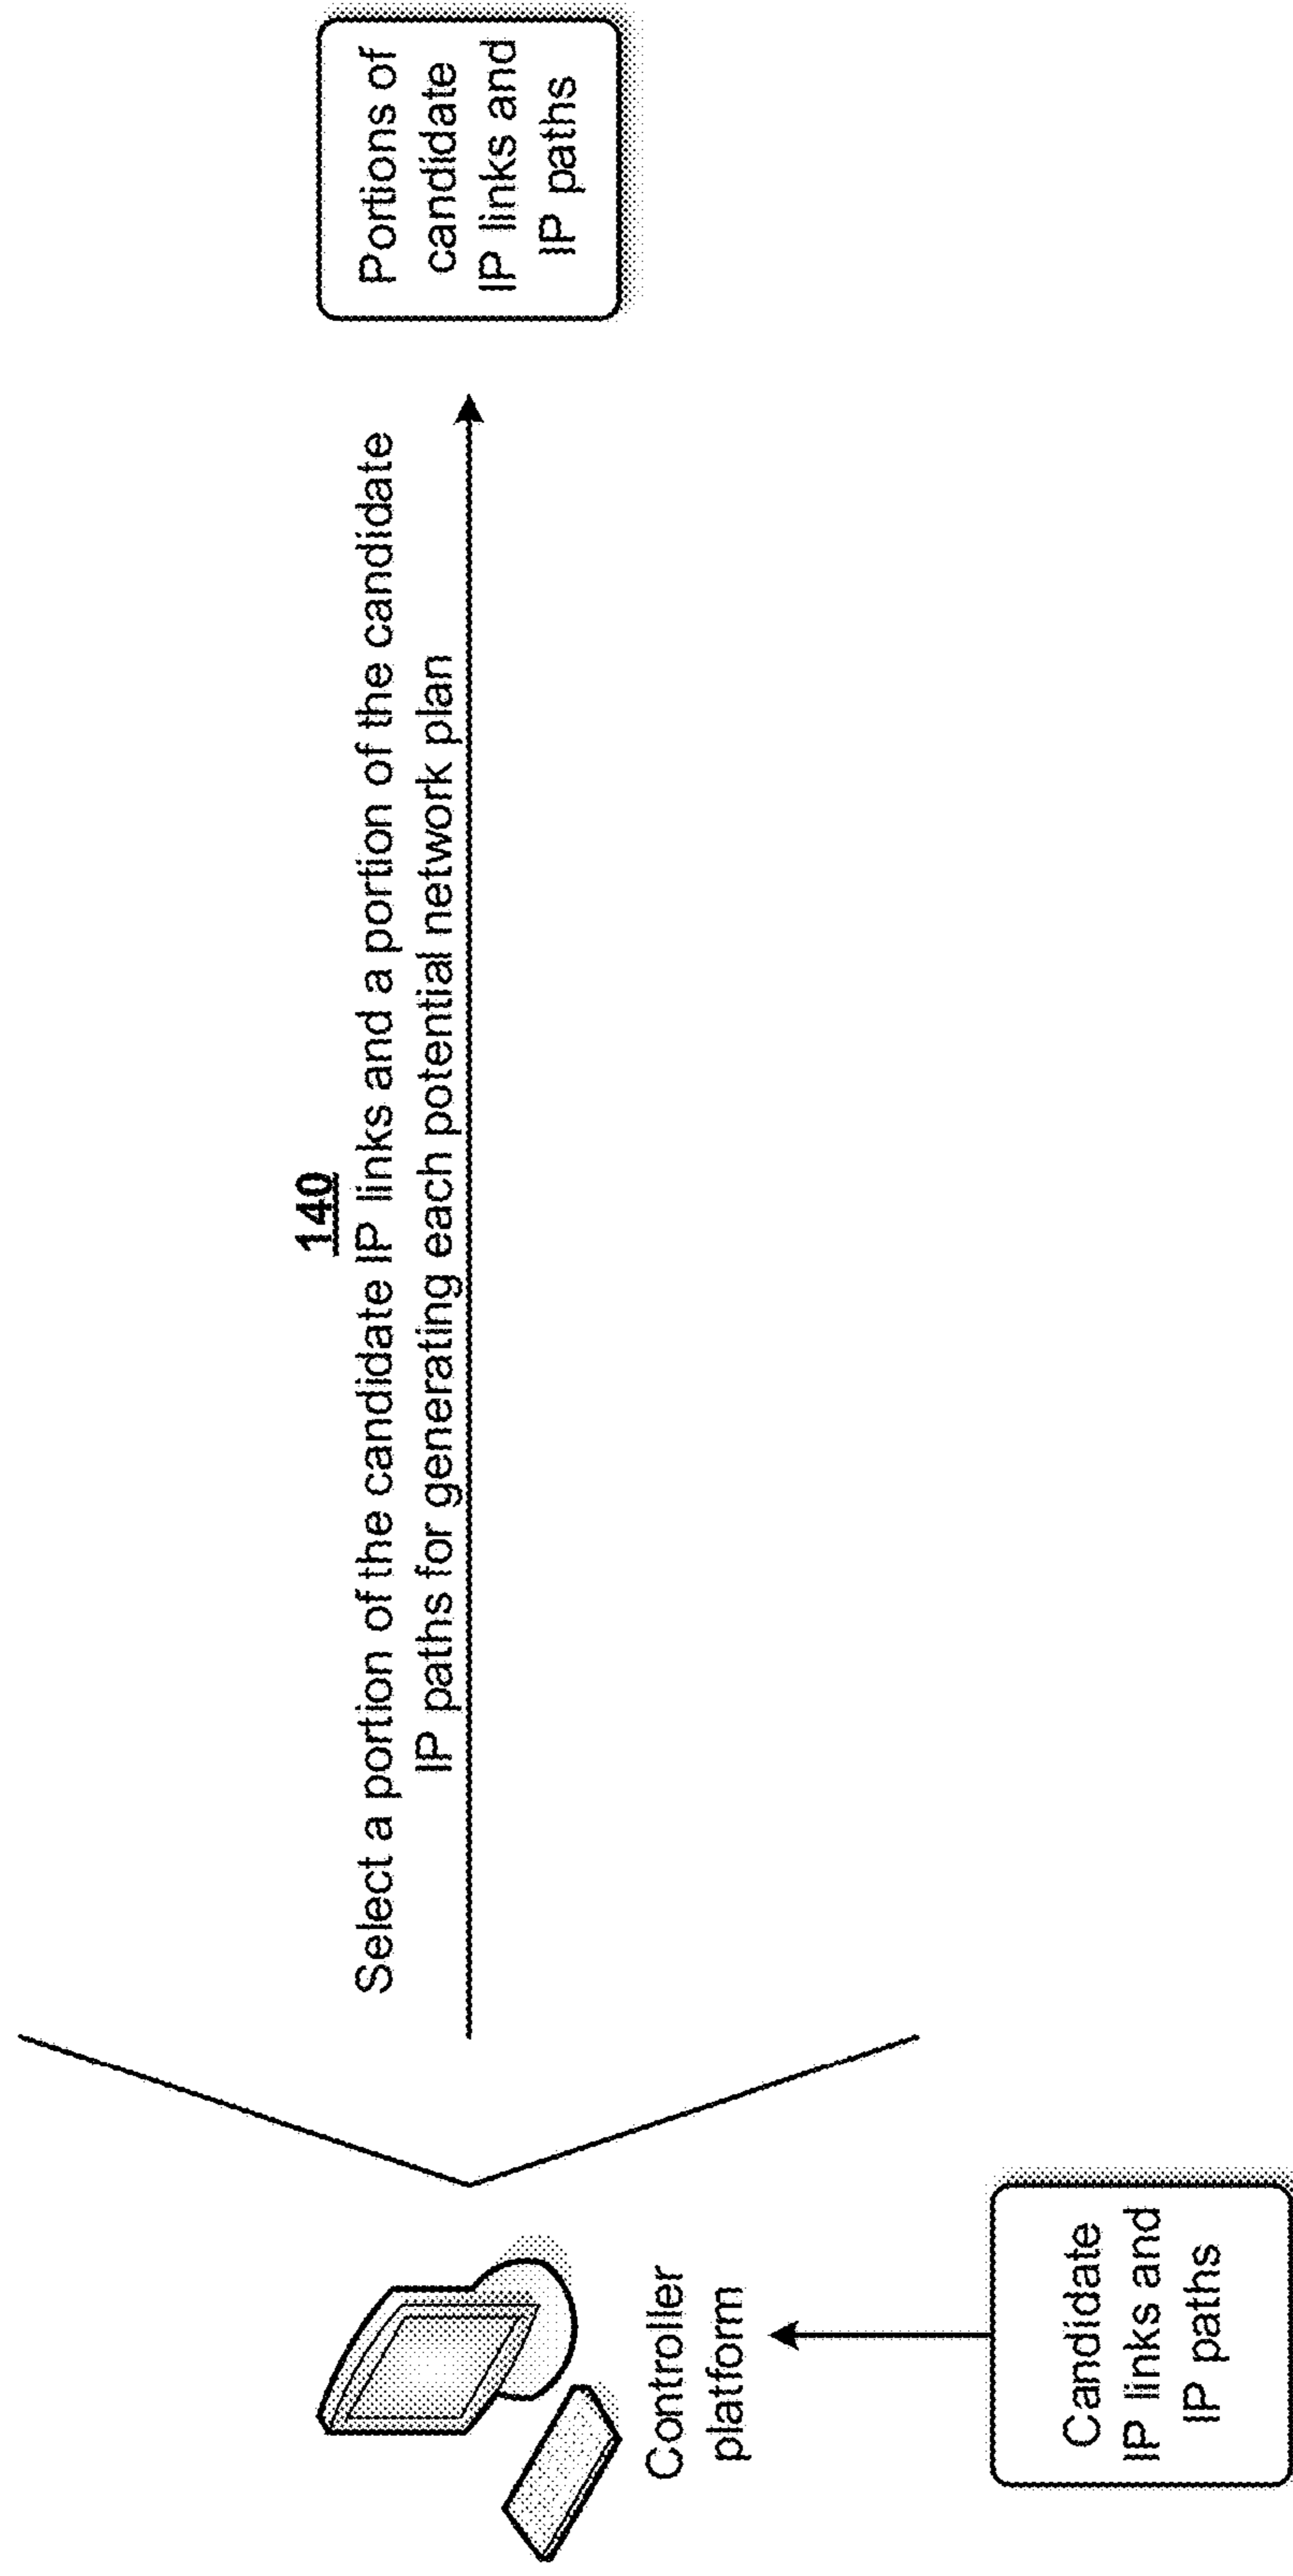 140
Select a portion of the candidate IP links and a portion of the candidate
IP paths for generating each potential network plan
Portions of
candidate
IP links and
IP paths
Controller
platform
Candidate
IP links and
IP paths